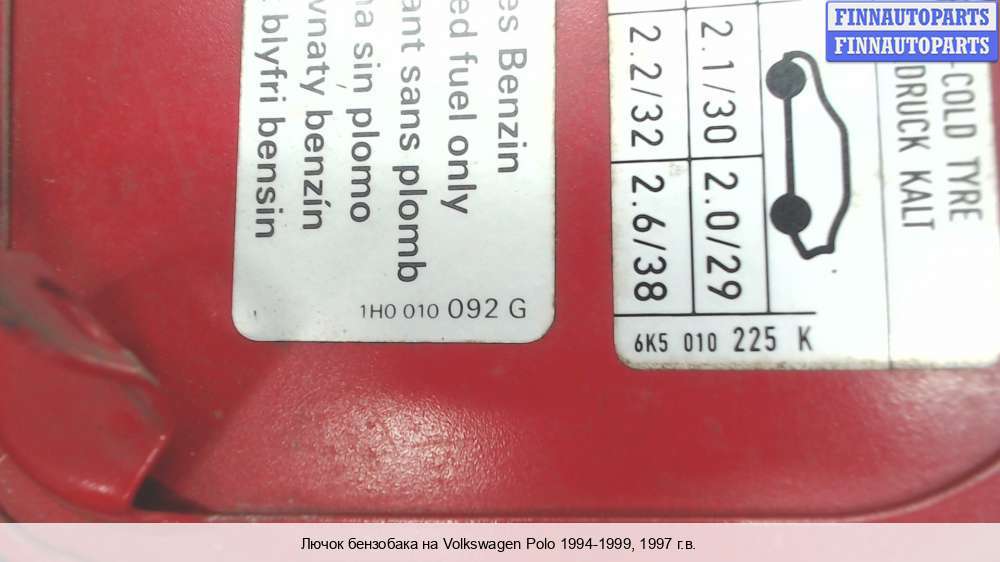 FINNAUTOPARTS
FINNAUTOPARTS
es Benzin
ed fuel only
ant sans plomb
na sin plomo
vnaty benzín
blyfri bensin
1H0 010 092 G
-COLD TYRE
DRUCK KALT
2.1/30 2.0/29
2.2/32 2.6/38
6K5 010 225 K
Лючок бензобака на Volkswagen Polo 1994-1999, 1997 г.в.